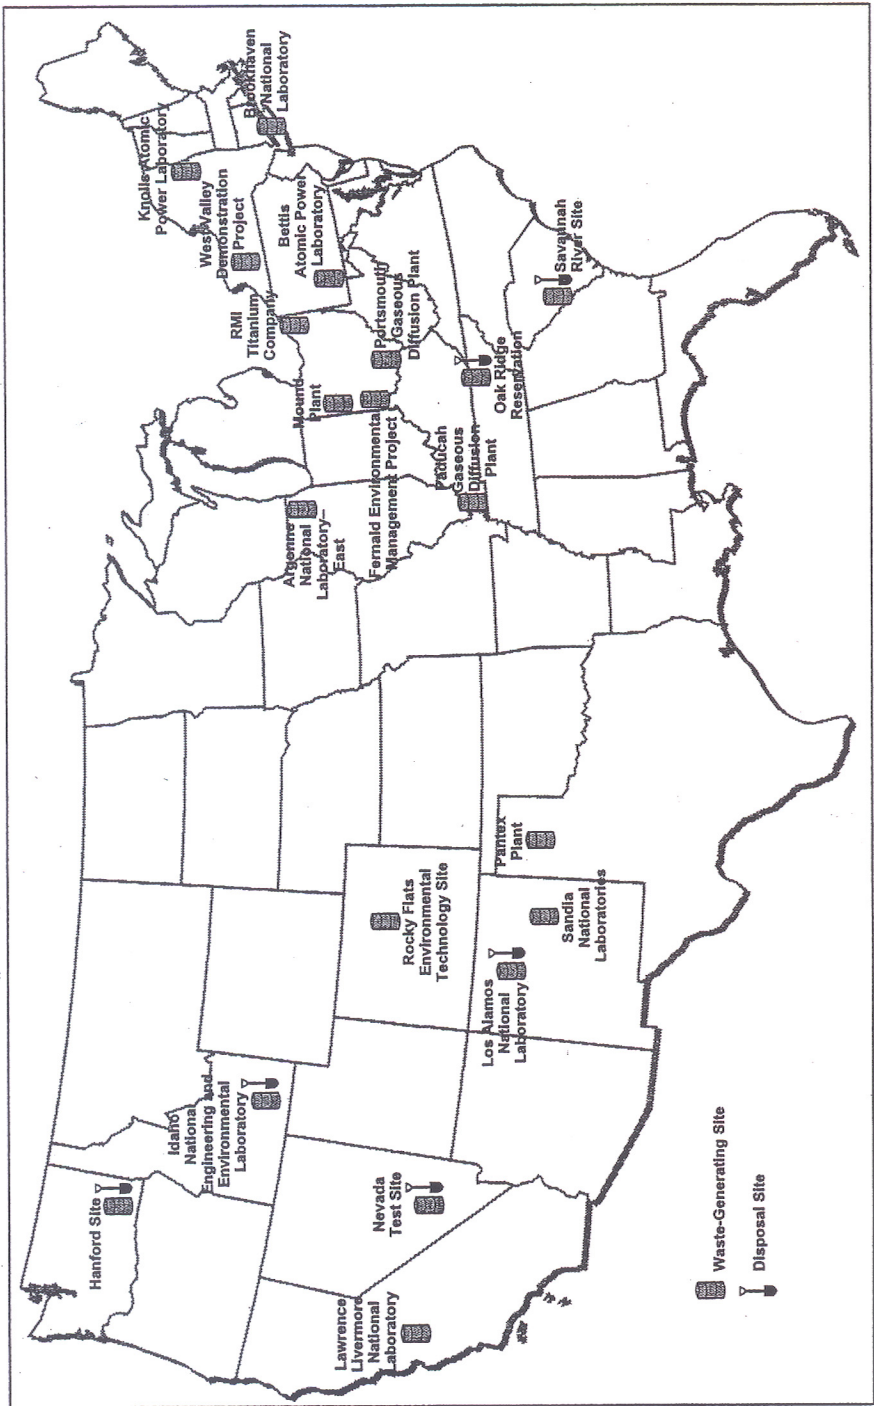 Hanford Site
Idaho
National
Engineering and
Environmental
Laboratory
Lawrence
Livermore
National
Laboratory
Nevada
Test Site
Rocky Flats
Environmental
Technology Site
Los Alamos
National
Laboratory
Sandia
National
Laboratories
Pantex
Plant
Argonne
National
Laboratory–
East
Fernald Environmental
Management Project
Paducah
Gaseous
Diffusion
Plant
Mound
Plant
RMI
Titanium
Company
Portsmouth
Gaseous
Diffusion Plant
Oak Ridge
Reservation
Savannah
River Site
Bettis
Atomic Power
Laboratory
West Valley
Demonstration
Project
Knolls Atomic
Power Laboratory
Brookhaven
National
Laboratory
Waste-Generating Site
Disposal Site